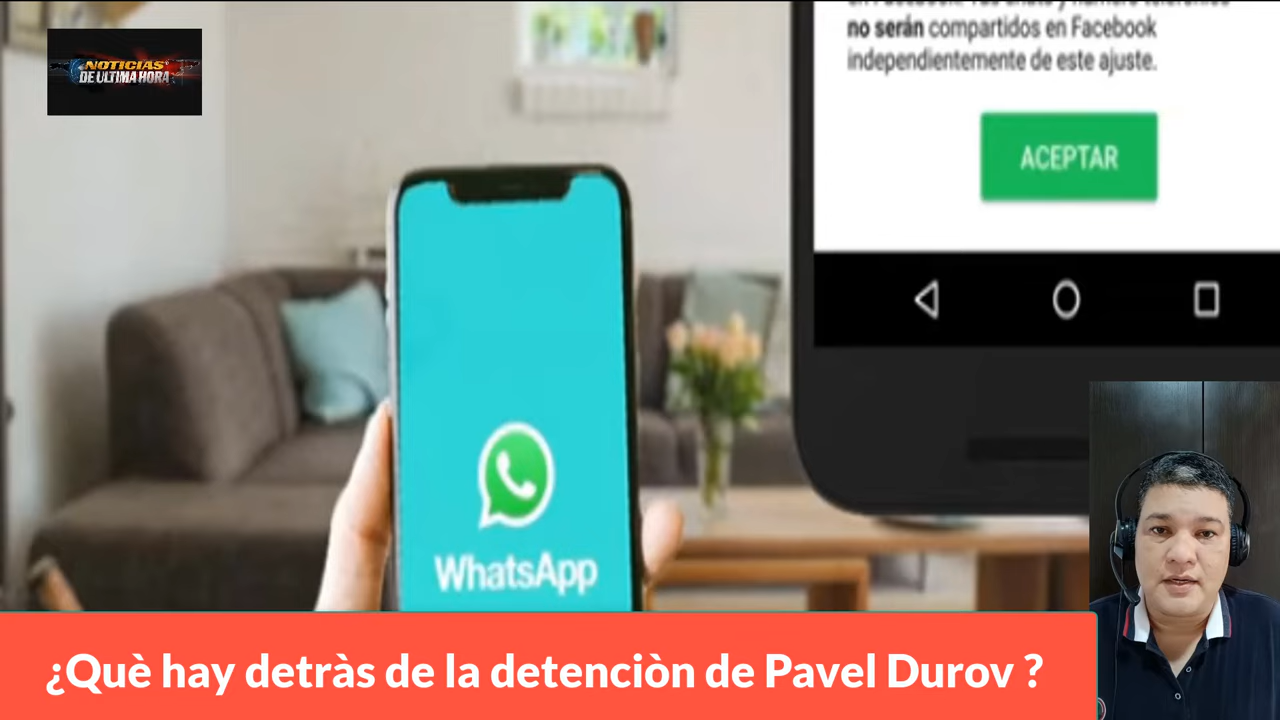 NOTICIAS
DE ULTIMA HORA
no serán compartidos en Facebook
independientemente de este ajuste.
ACEPTAR
WhatsApp
¿Què hay detràs de la detenciòn de Pavel Durov ?